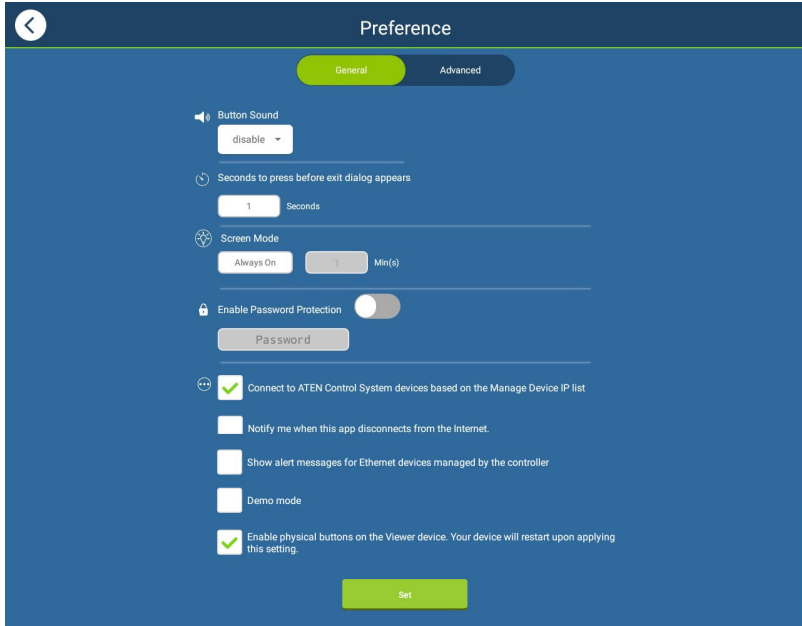 Preference
General
Advanced
Button Sound
disable
Seconds to press before exit dialog appears
1
Seconds
Screen Mode
Always On
1
Min(s)
Enable Password Protection
Password
Connect to ATEN Control System devices based on the Manage Device IP list
Notify me when this app disconnects from the Internet.
Show alert messages for Ethernet devices managed by the controller
Demo mode
Enable physical buttons on the Viewer device. Your device will restart upon applying
this setting.
Set